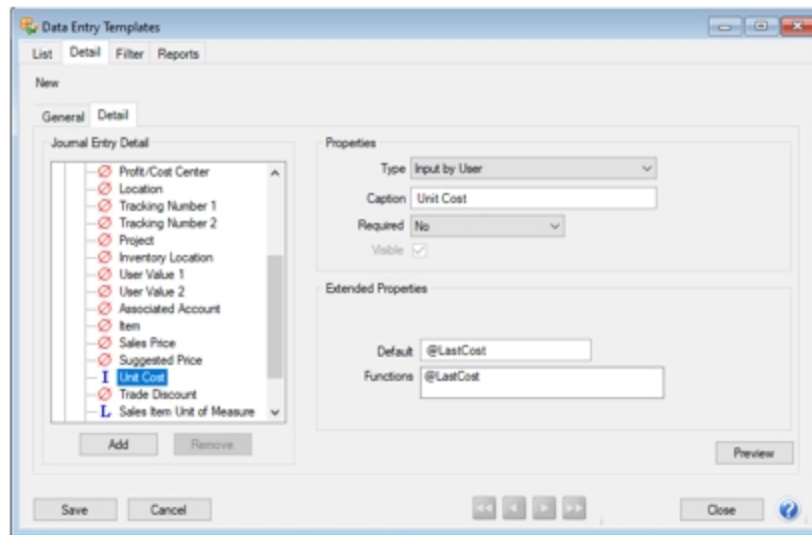 Data Entry Templates
List Detail Filter Reports
New
General Detail
Journal Entry Detail
Profit/Cost Center
Location
Tracking Number 1
Tracking Number 2
Project
Inventory Location
User Value 1
User Value 2
Associated Account
Item
Sales Price
Suggested Price
I Unit Cost
Trade Discount
L Sales Item Unit of Measure
Add Remove
Properties
Type Input by User
Caption Unit Cost
Required No
Visible
Extended Properties
Default @LastCost
Functions @LastCost
Preview
Save Cancel Close ?